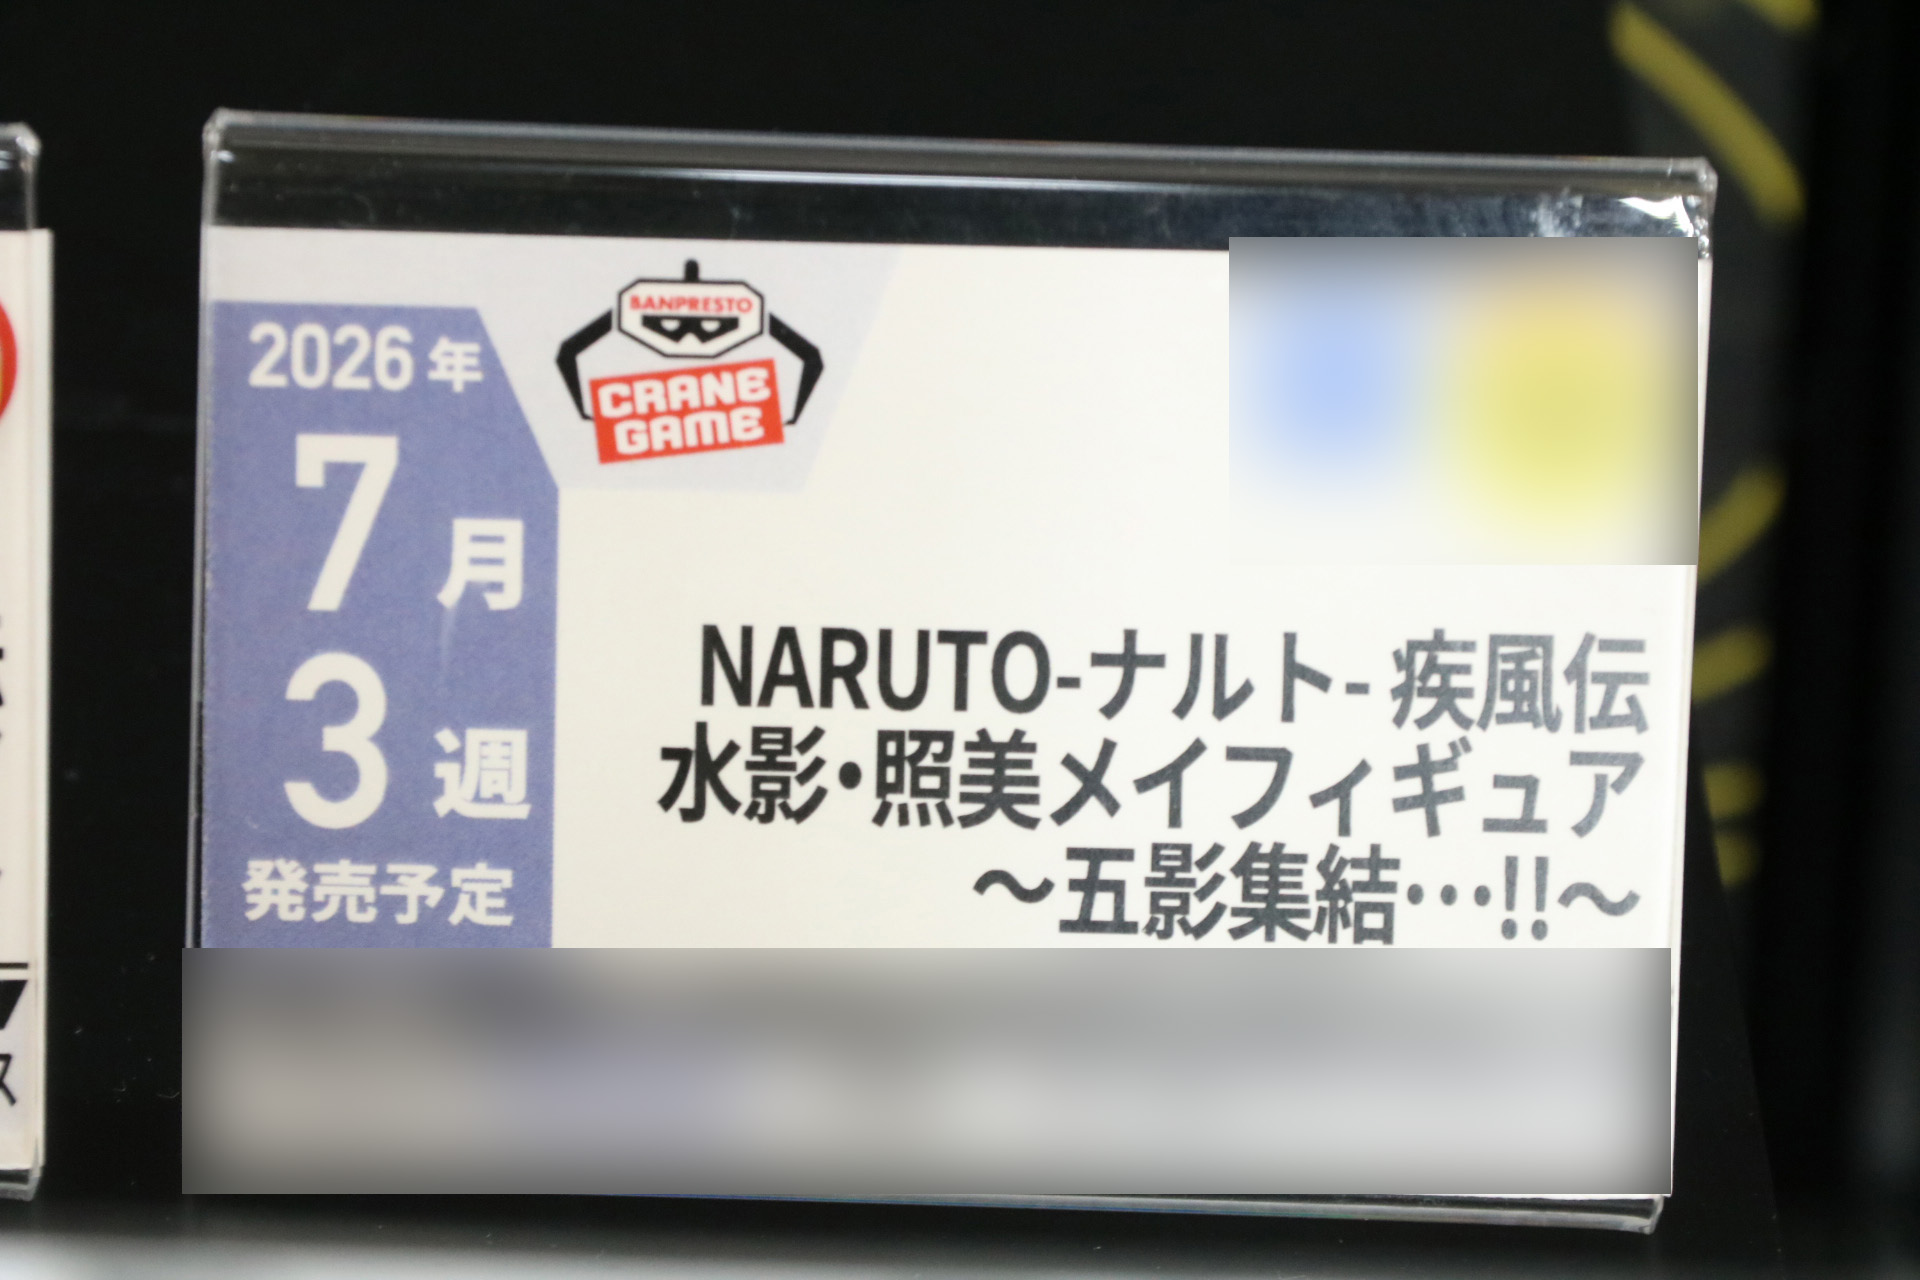 2026年
7月
3週
発売予定
BANPRESTO
CRANE
GAME
NARUTO-ナルト- 疾風伝
水影・照美メイフィギュア
～五影集結…!!～
ス